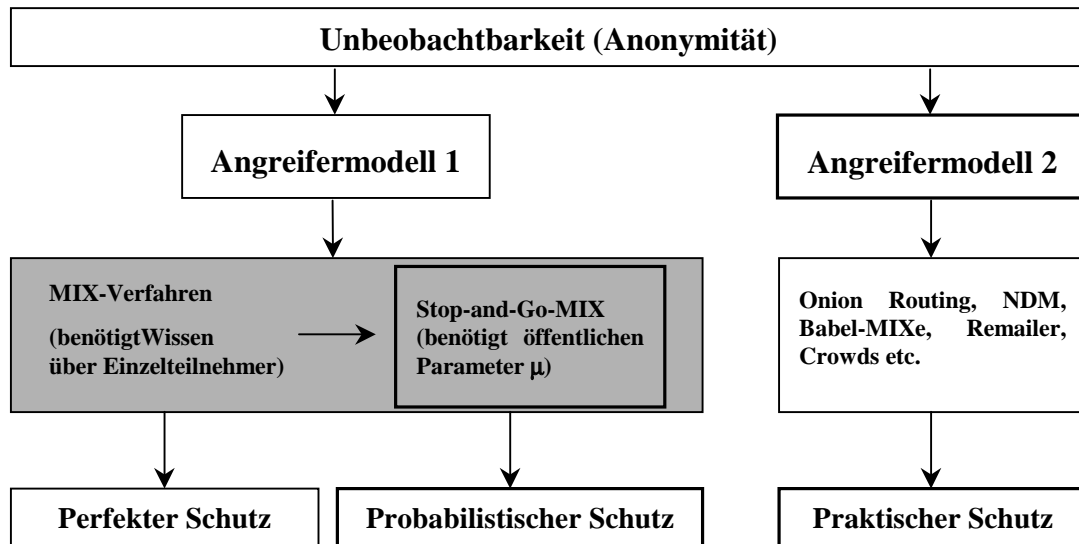 Unbeobachtbarkeit (Anonymität)
Angreifermodell 1
Angreifermodell 2
MIX-Verfahren
(benötigtWissen
über Einzelteilnehmer)
Stop-and-Go-MIX
(benötigt öffentlichen
Parameter μ)
Onion Routing, NDM,
Babel-MIXe, Remailer,
Crowds etc.
Perfekter Schutz
Probabilistischer Schutz
Praktischer Schutz